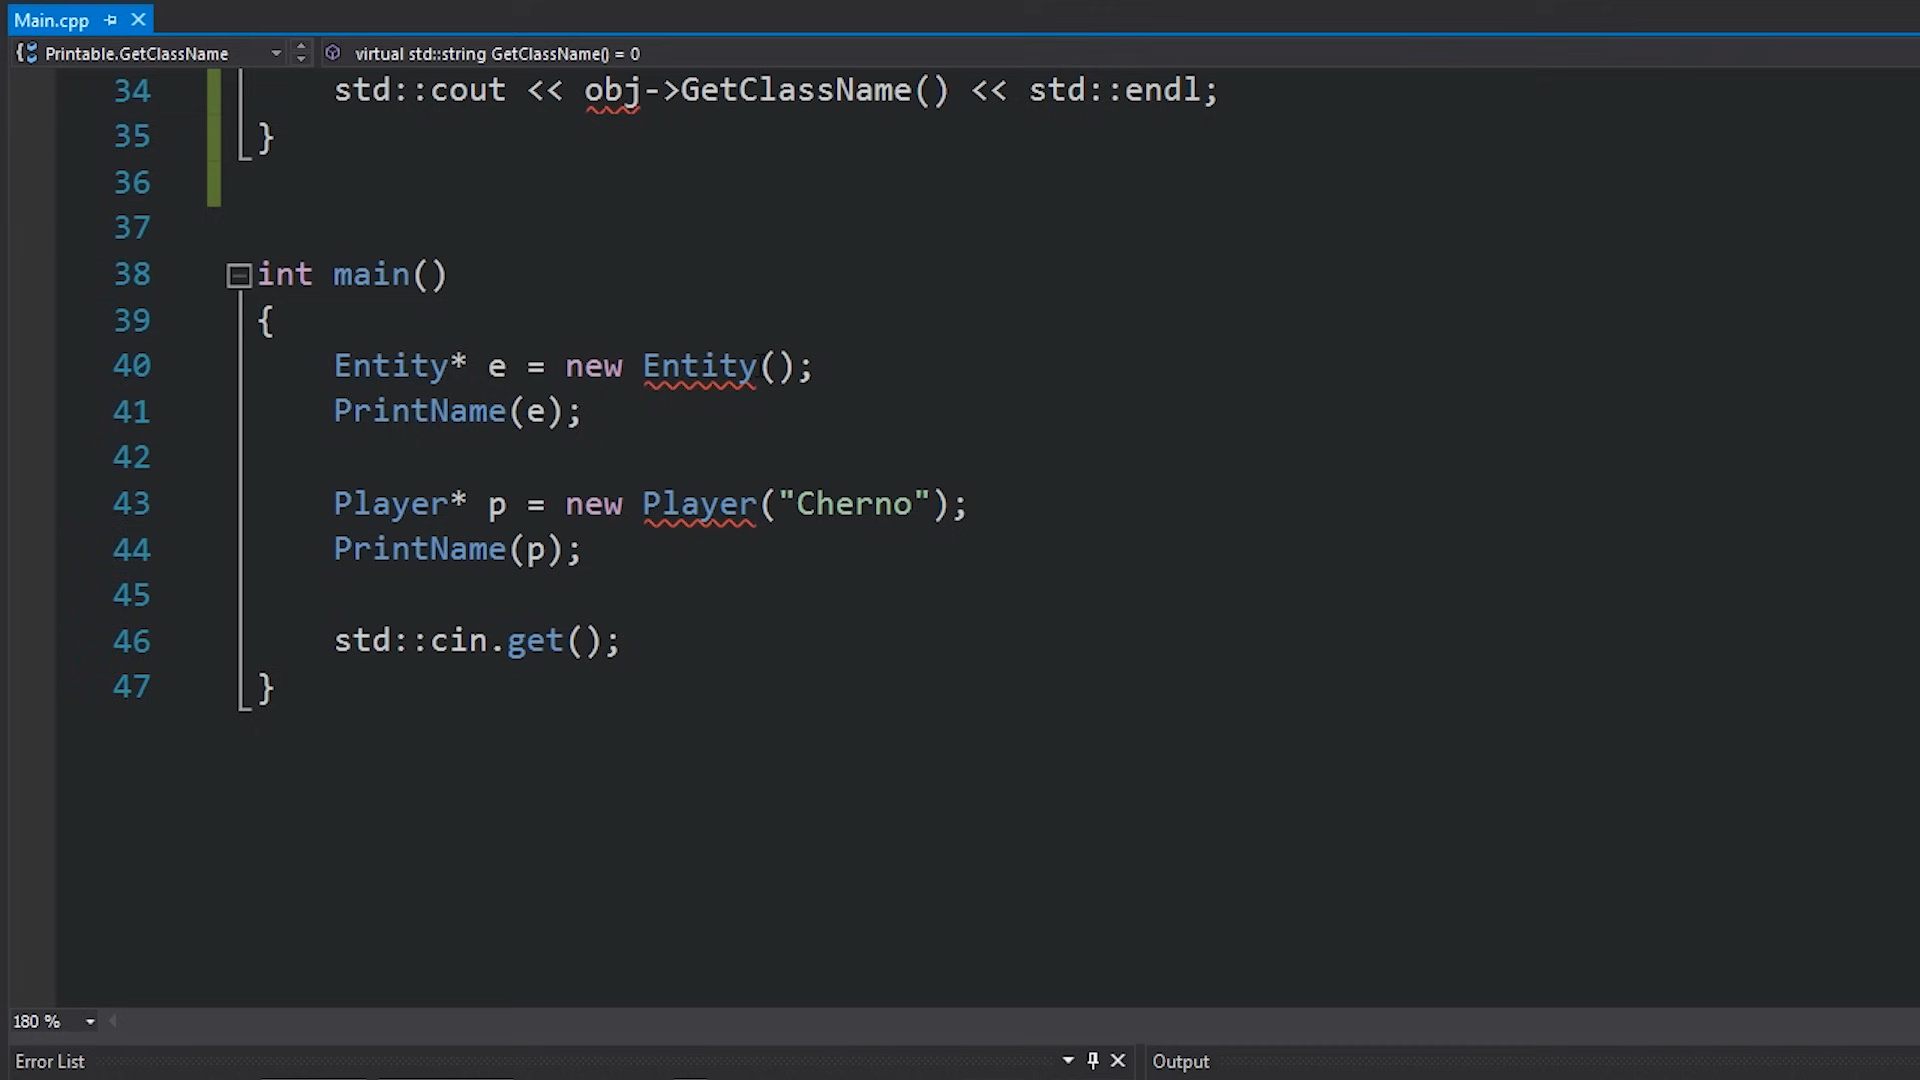 Main.cpp
Printable.GetClassName virtual std::string GetClassName() = 0
34 std::cout << obj->GetClassName() << std::endl;
35 }
36
37
38 int main()
39 {
40 Entity* e = new Entity();
41 PrintName(e);
42
43 Player* p = new Player("Cherno");
44 PrintName(p);
45
46 std::cin.get();
47 }
180 %
Error List Output